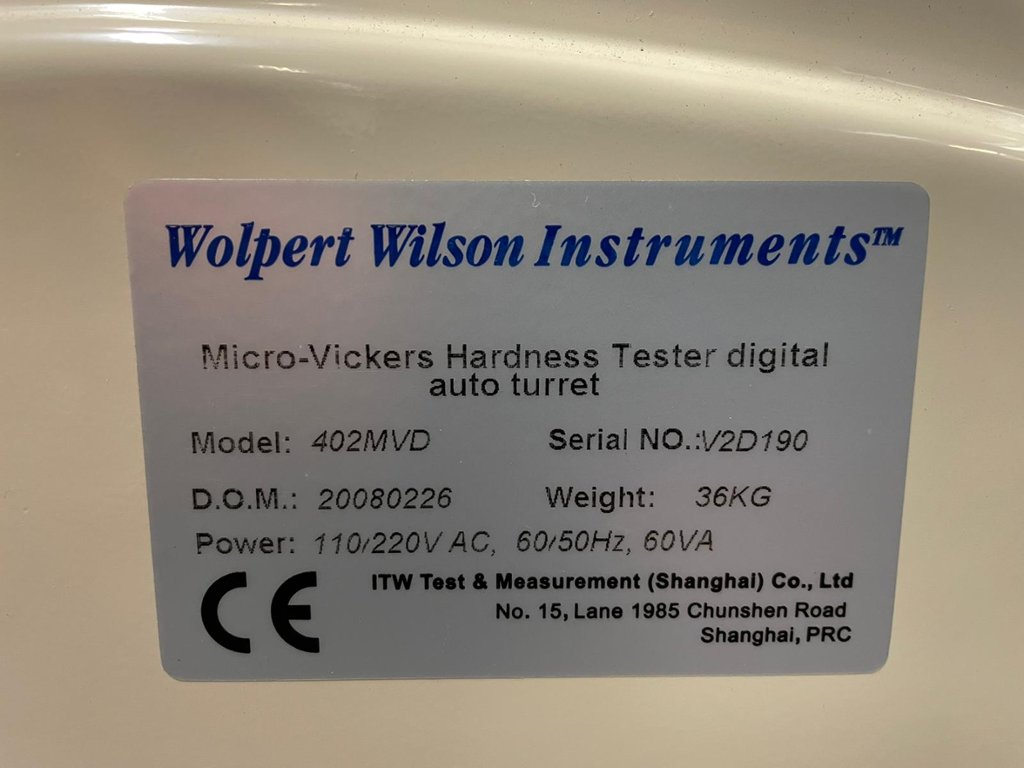 Wolpert Wilson Instruments™
Micro-Vickers Hardness Tester digital
auto turret
Model: 402MVD Serial NO.:V2D190
D.O.M.: 20080226 Weight: 36KG
Power: 110/220V AC, 60/50Hz, 60VA
CE ITW Test & Measurement (Shanghai) Co., Ltd
No. 15, Lane 1985 Chunshen Road
Shanghai, PRC